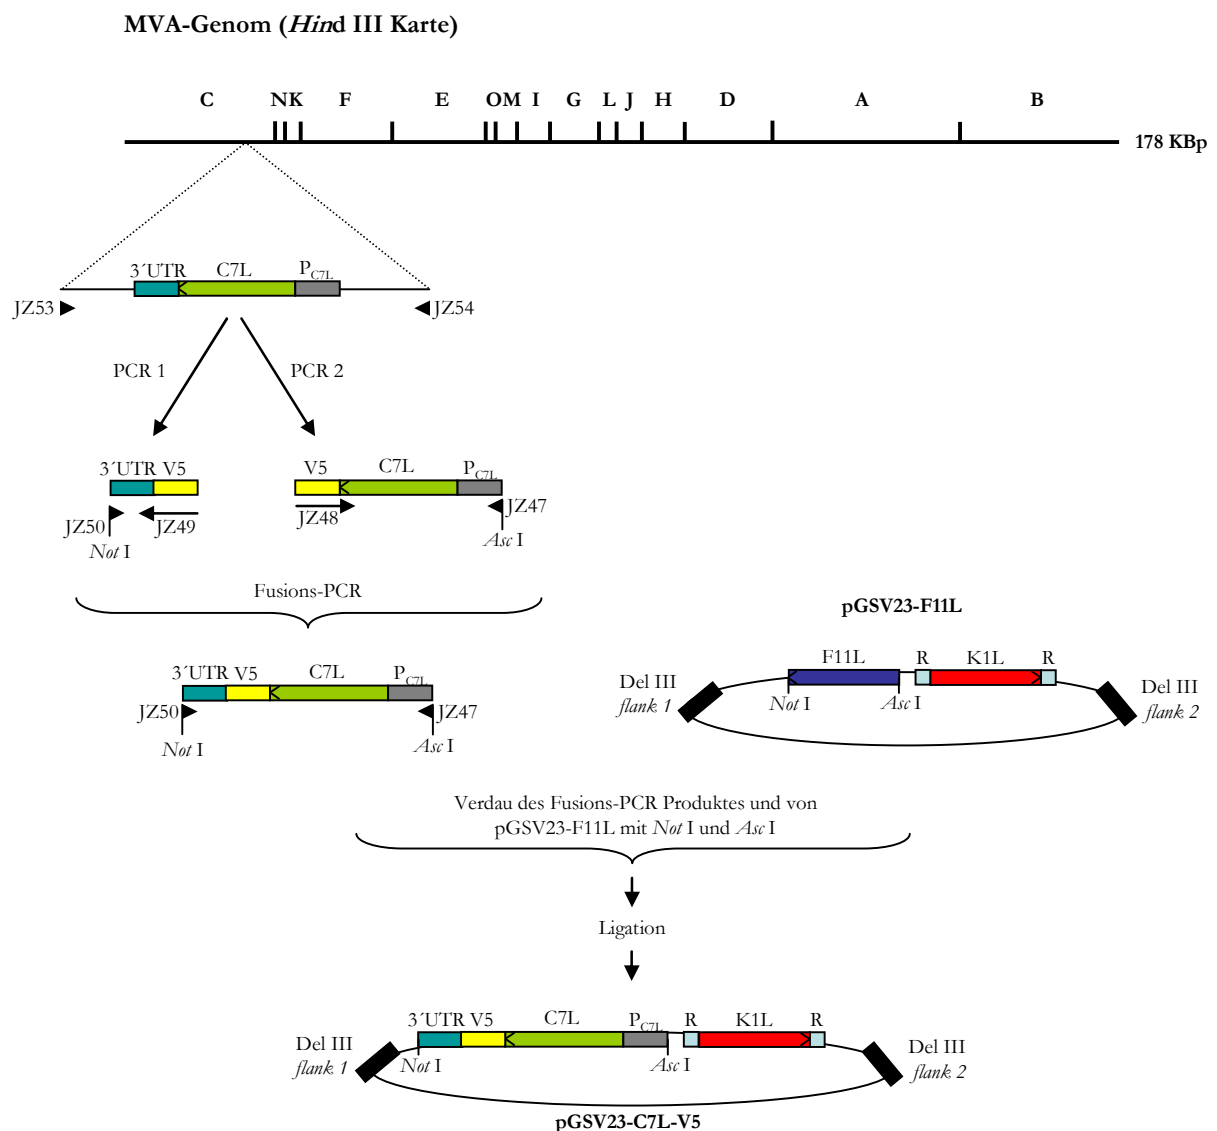 MVA-Genom (Hind III Karte)
C N K F E O M I G L J H D A B
178 KBp
3´UTR C7L P_C7L
JZ53 JZ54
PCR 1 PCR 2
3´UTR V5 V5 C7L P_C7L
JZ50 JZ49 JZ48 JZ47
Not I Asc I
Fusions-PCR
pGSV23-F11L
3´UTR V5 C7L P_C7L
JZ50 JZ47
Not I Asc I
F11L R K1L R
Del III
flank 1
Not I Asc I
Del III
flank 2
Verdau des Fusions-PCR Produktes und von
pGSV23-F11L mit Not I und Asc I
Ligation
3´UTR V5 C7L P_C7L R K1L R
Del III
flank 1
Not I Asc I
Del III
flank 2
pGSV23-C7L-V5